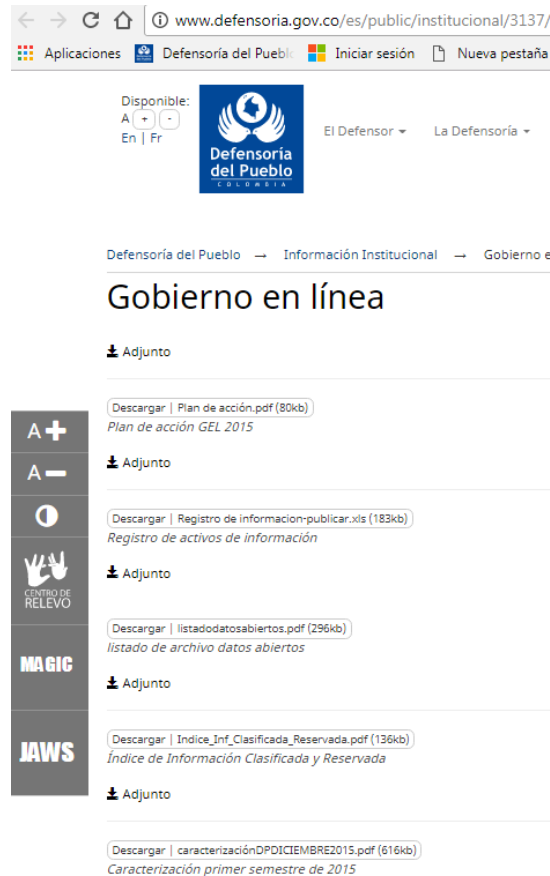 www.defensoria.gov.co/es/public/institucional/3137/
Aplicaciones Defensoría del Pueblo Iniciar sesión Nueva pestaña
Disponible:
A + -
En | Fr
Defensoría
del Pueblo
COLOMBIA
El Defensor La Defensoría
Defensoría del Pueblo → Información Institucional → Gobierno e
Gobierno en línea
Adjunto
Descargar | Plan de acción.pdf (80kb)
Plan de acción GEL 2015
Adjunto
Descargar | Registro de informacion-publicar.xls (183kb)
Registro de activos de información
Adjunto
Descargar | listadodatosabiertos.pdf (296kb)
listado de archivo datos abiertos
Adjunto
Descargar | Indice_Inf_Clasificada_Reservada.pdf (136kb)
Índice de Información Clasificada y Reservada
Adjunto
Descargar | caracterizaciónDPDICIEMBRE2015.pdf (616kb)
Caracterización primer semestre de 2015
A+
A-
CENTRO DE
RELEVO
MAGIC
JAWS